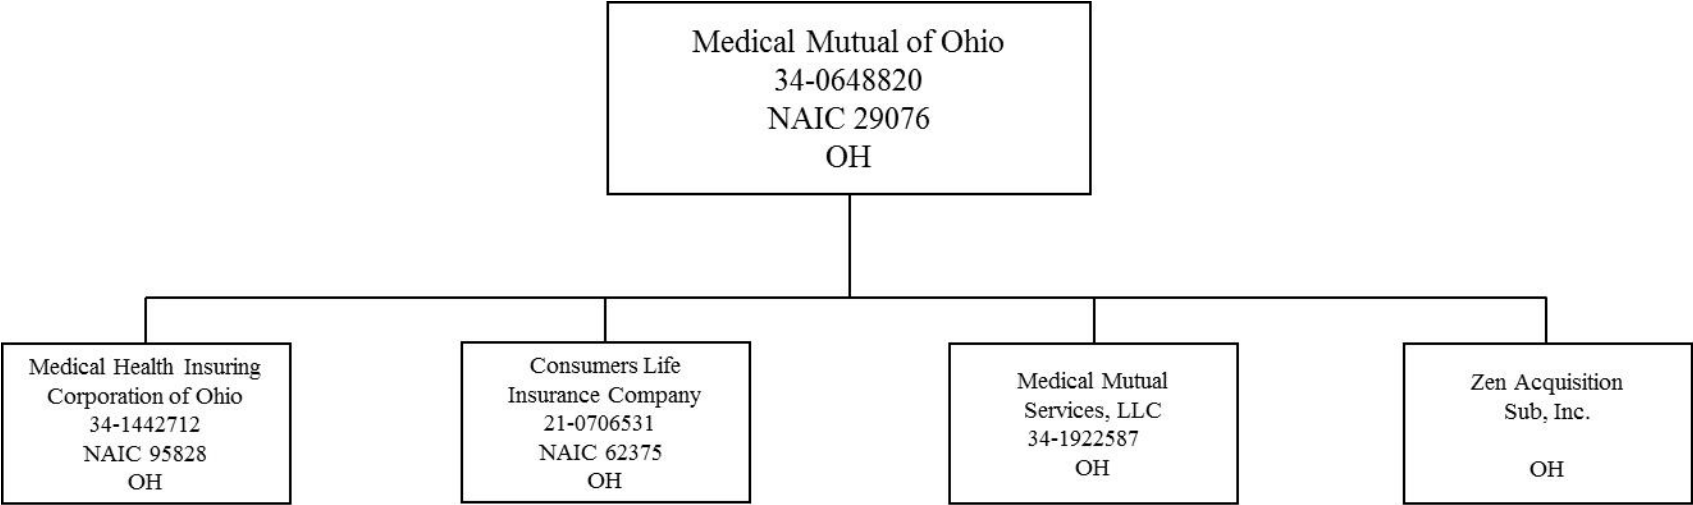 Medical Mutual of Ohio
34-0648820
NAIC 29076
OH
Medical Health Insuring
Corporation of Ohio
34-1442712
NAIC 95828
OH
Consumers Life
Insurance Company
21-0706531
NAIC 62375
OH
Medical Mutual
Services, LLC
34-1922587
OH
Zen Acquisition
Sub, Inc.
OH